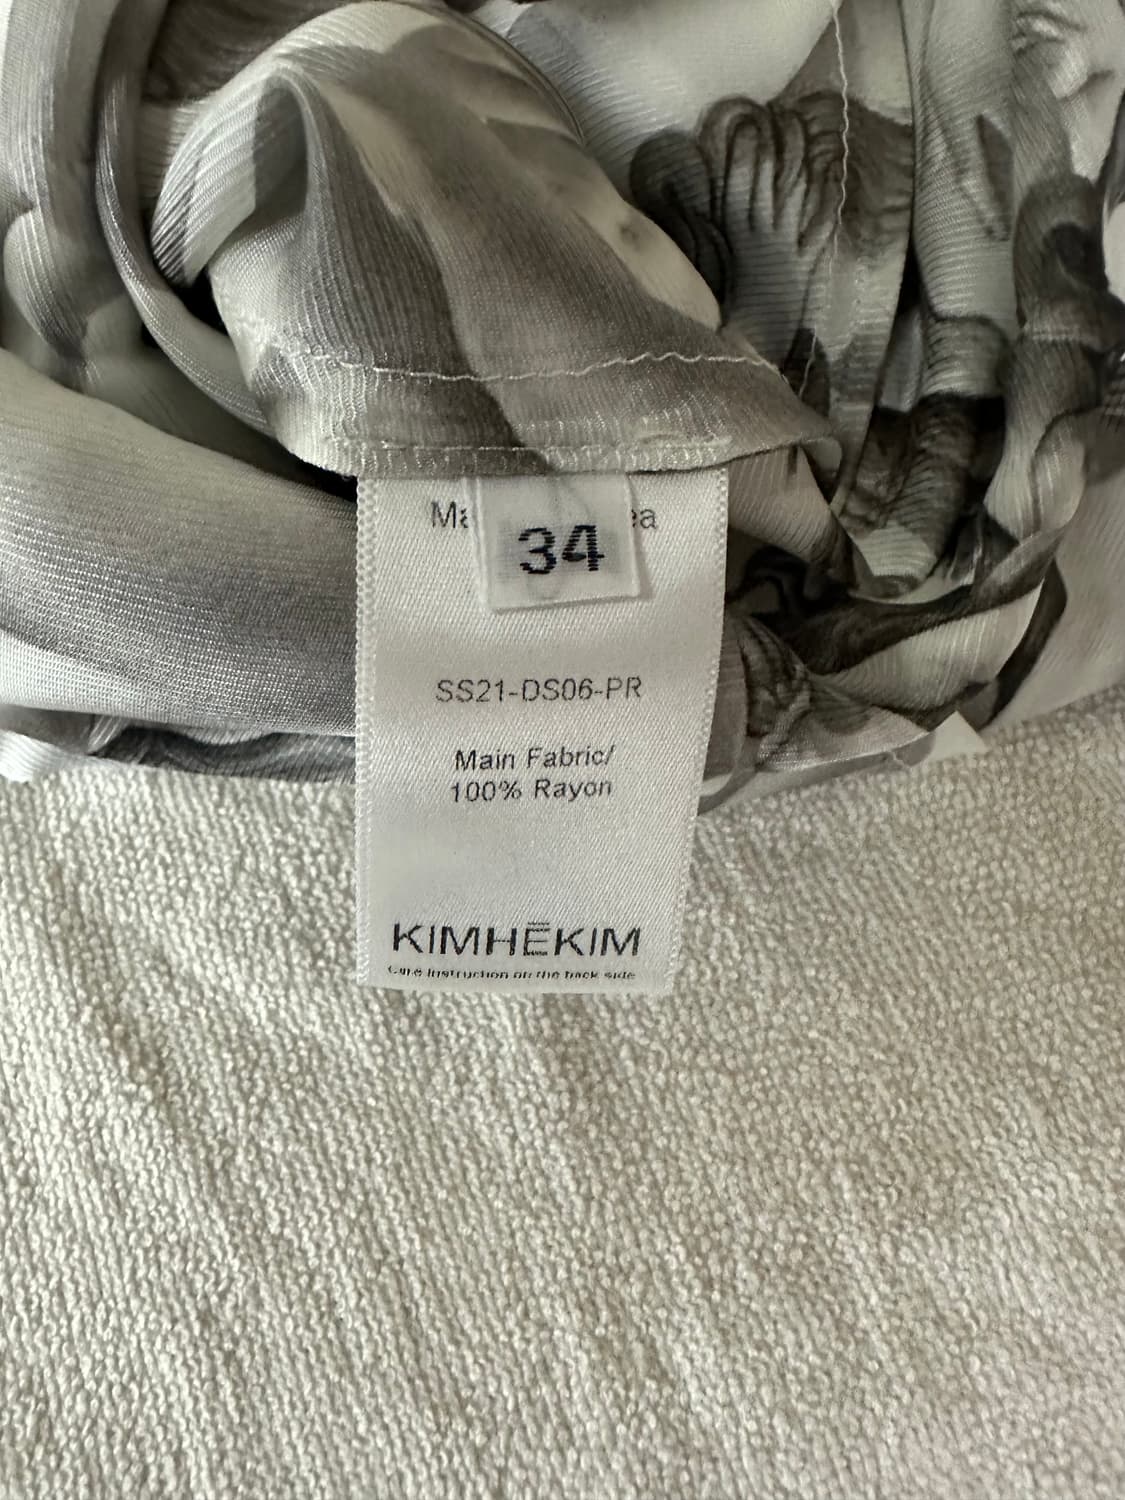 34
SS21-DS06-PR
Main Fabric/
100% Rayon
KIMHĒKIM
Care Instruction on the back side